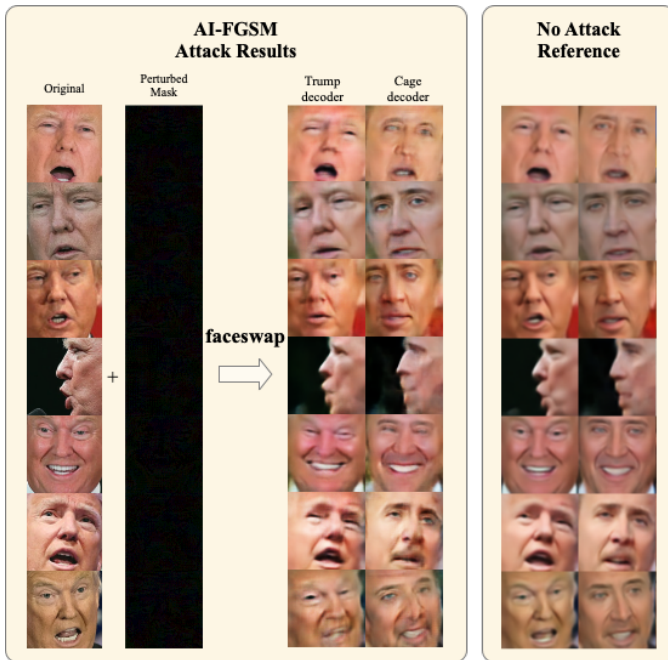 AI-FGSM
Attack Results
No Attack
Reference
Original
Perturbed
Mask
Trump
decoder
Cage
decoder
+
faceswap